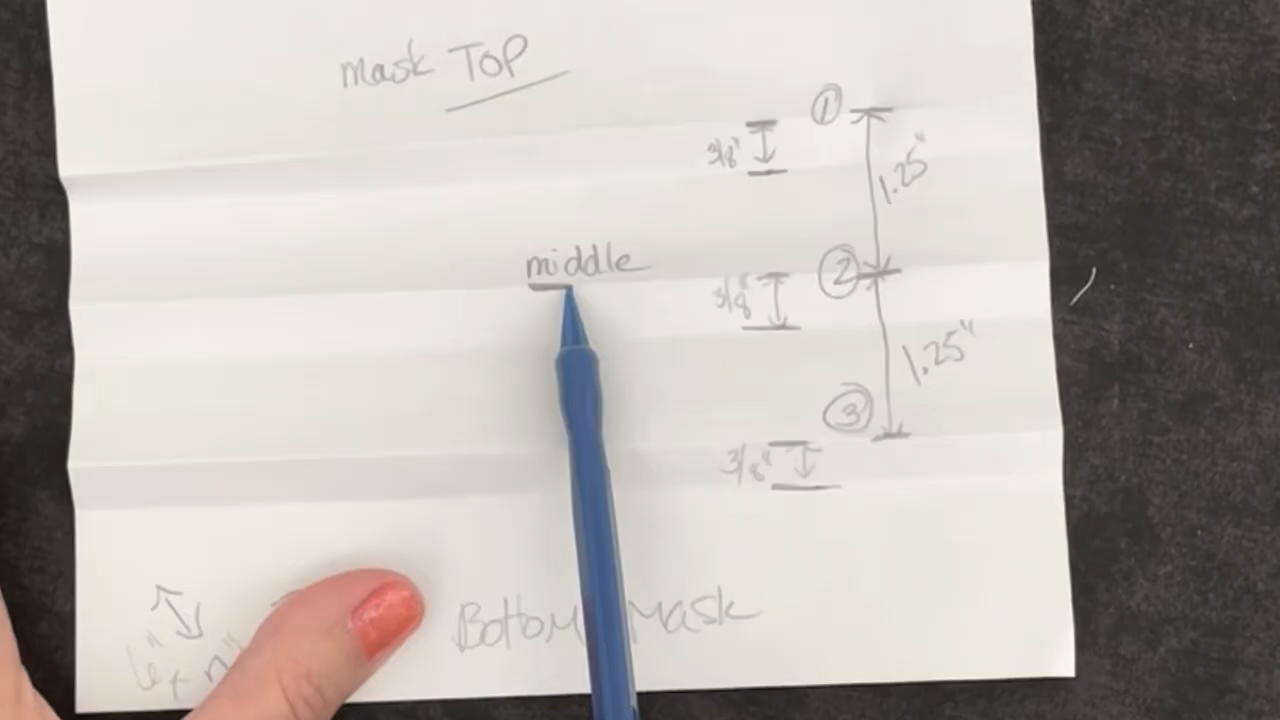 mask TOP
①
3/8"
1.25"
middle
②
3/8"
1.25"
③
3/8"
Bottom Mask